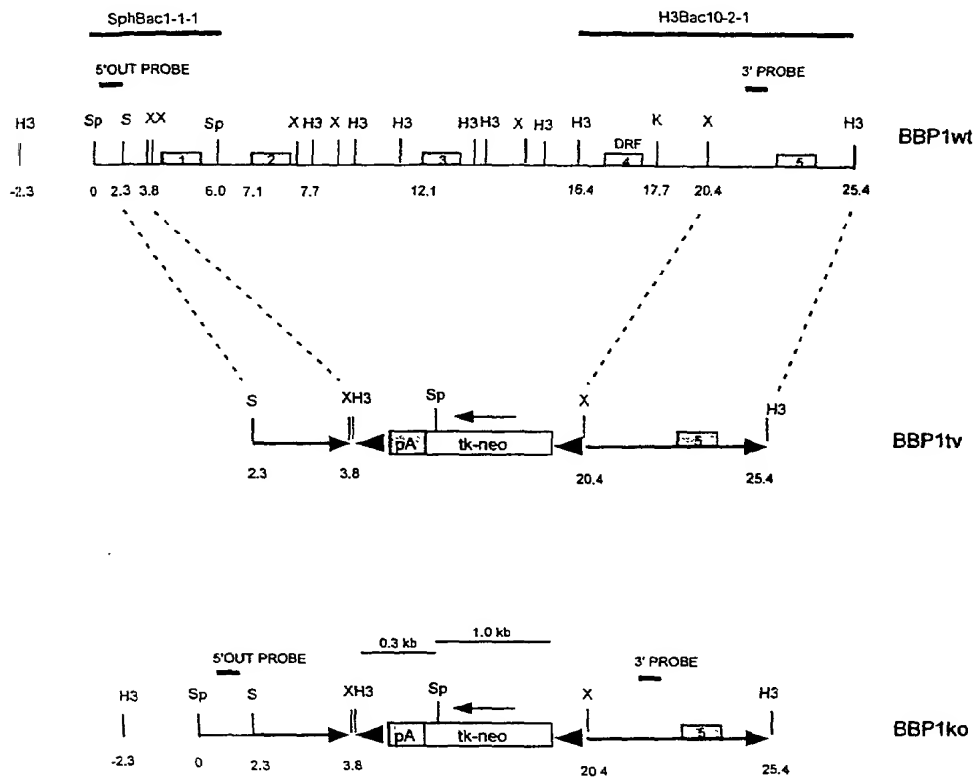 SphBac1-1-1 H3Bac10-2-1
5'OUT PROBE 3' PROBE
H3 Sp S XX Sp X H3 X H3 H3 H3 H3 X H3 H3 K X H3 BBP1wt
1 2 3 DRF 4 5
-2.3 0 2.3 3.8 6.0 7.1 7.7 12.1 16.4 17.7 20.4 25.4
S XH3 Sp X H3
pA tk-neo 5 BBP1tv
2.3 3.8 20.4 25.4
0.3 kb 1.0 kb
5'OUT PROBE 3' PROBE
H3 Sp S XH3 Sp X H3
pA tk-neo 5 BBP1ko
-2.3 0 2.3 3.8 20.4 25.4